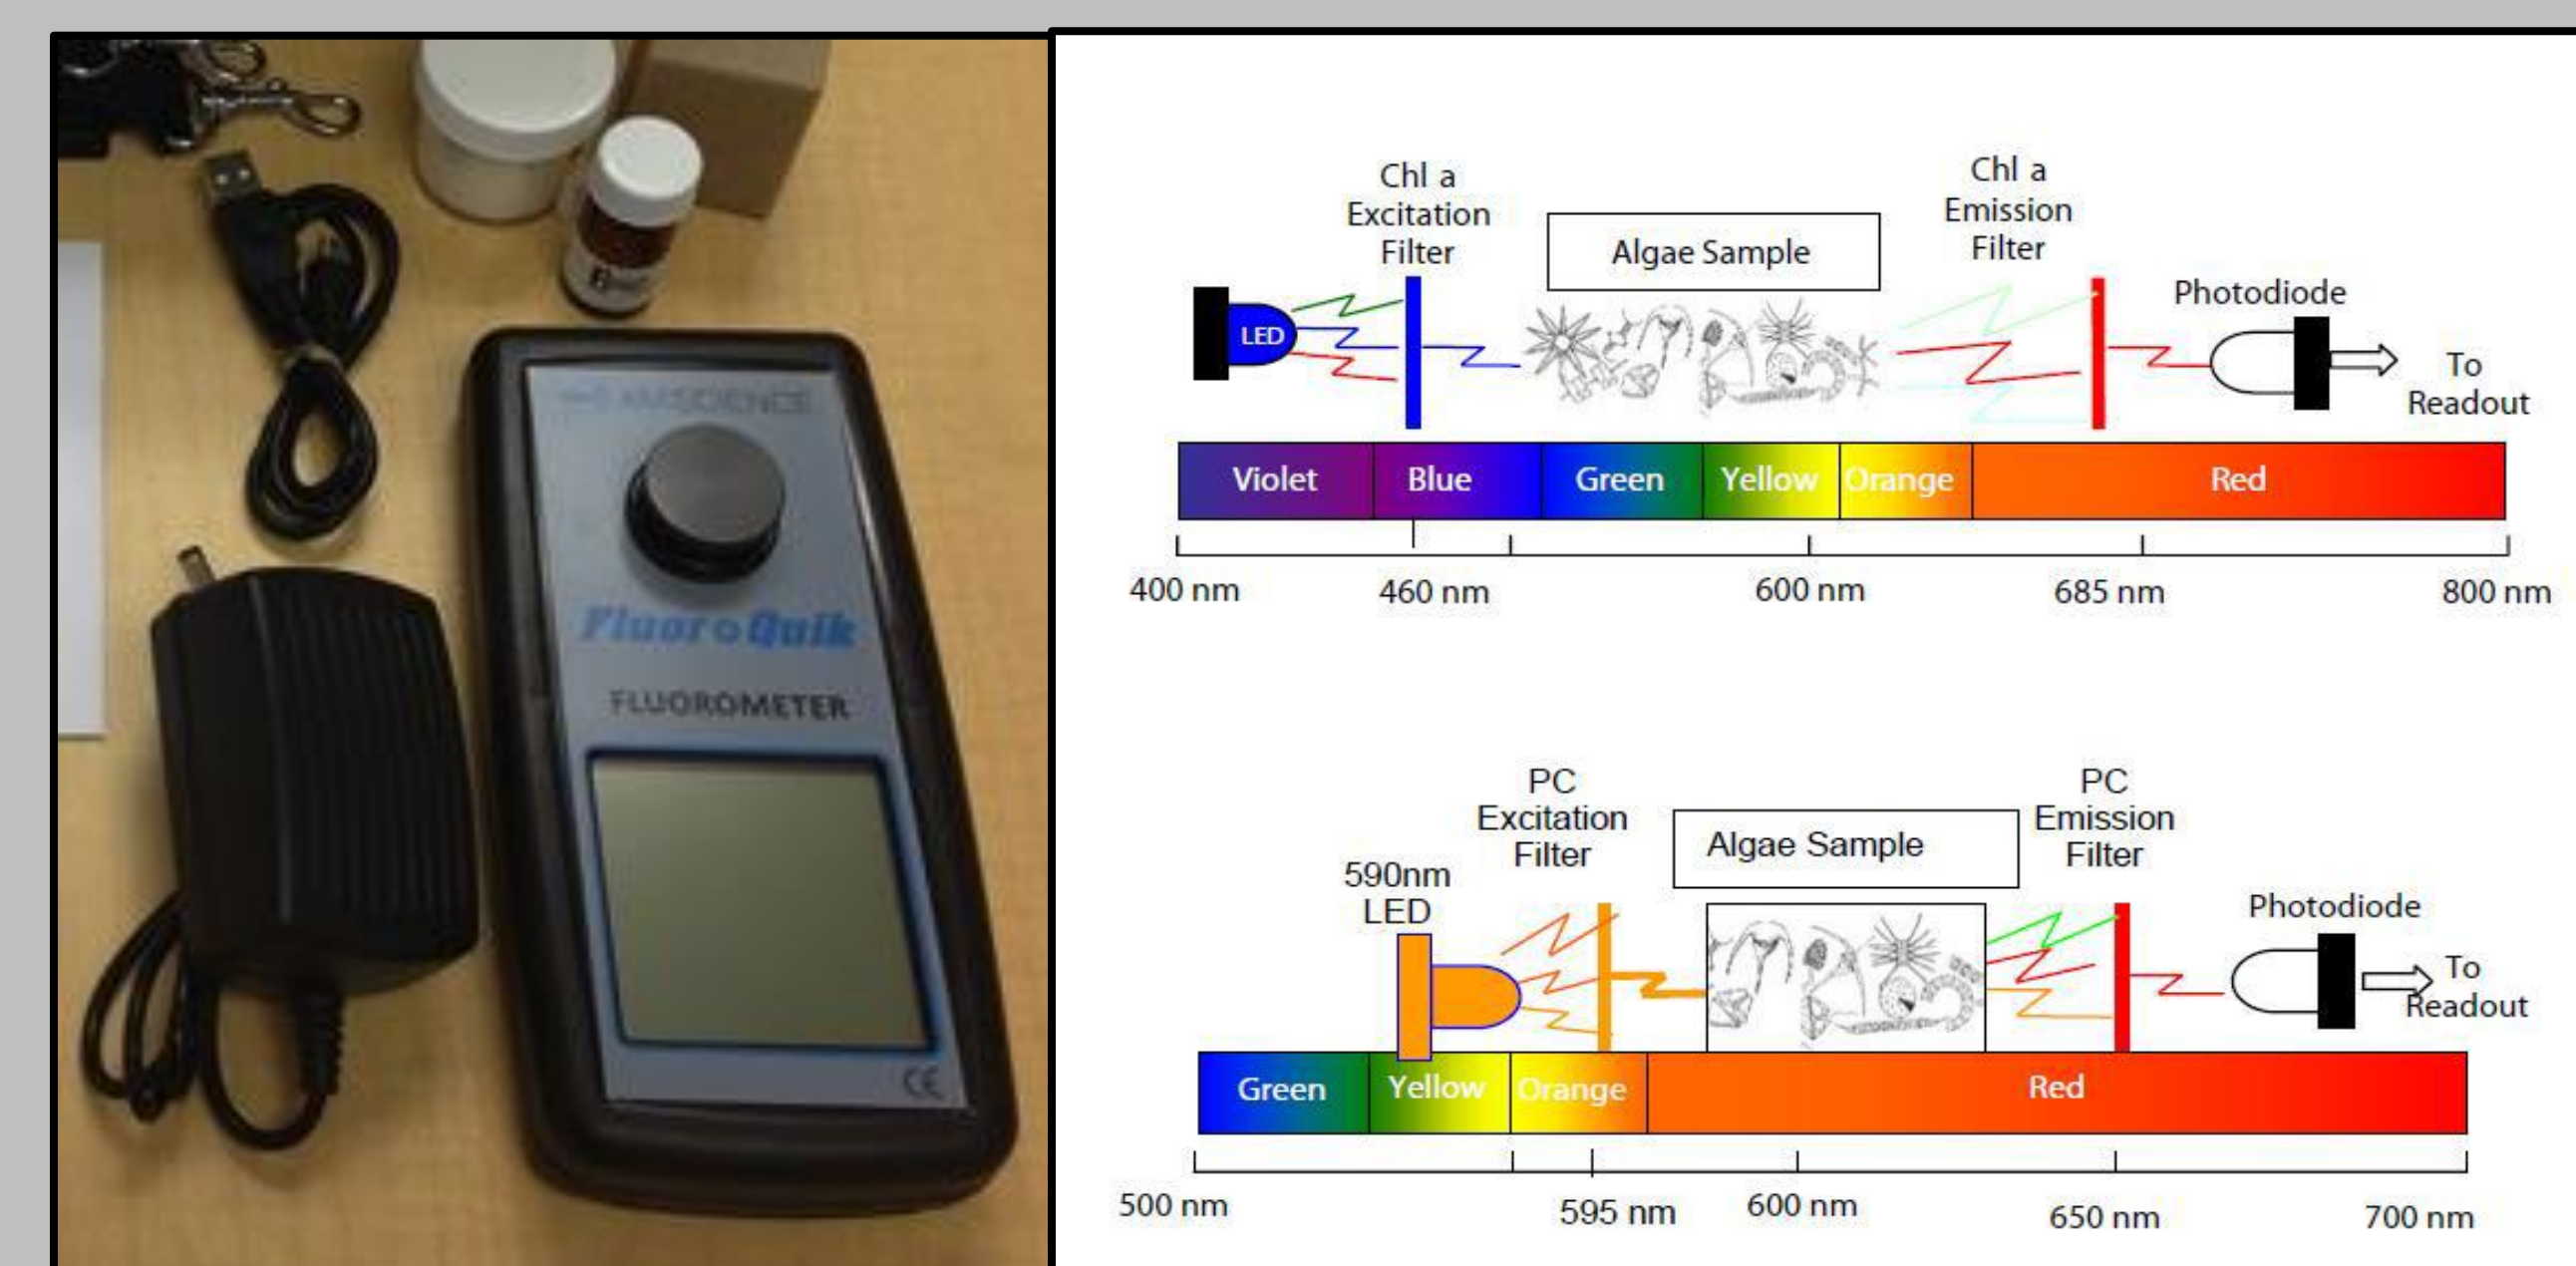 AMISCIENCE
FluoroQuik
FLUOROMETER
CE
Chl a
Excitation
Filter
Algae Sample
Chl a
Emission
Filter
Photodiode
LED
To
Readout
Violet Blue Green Yellow Orange Red
400 nm 460 nm 600 nm 685 nm 800 nm
PC
Excitation
Filter
Algae Sample
PC
Emission
Filter
590nm
LED
Photodiode
To
Readout
Green Yellow Orange Red
500 nm 595 nm 600 nm 650 nm 700 nm